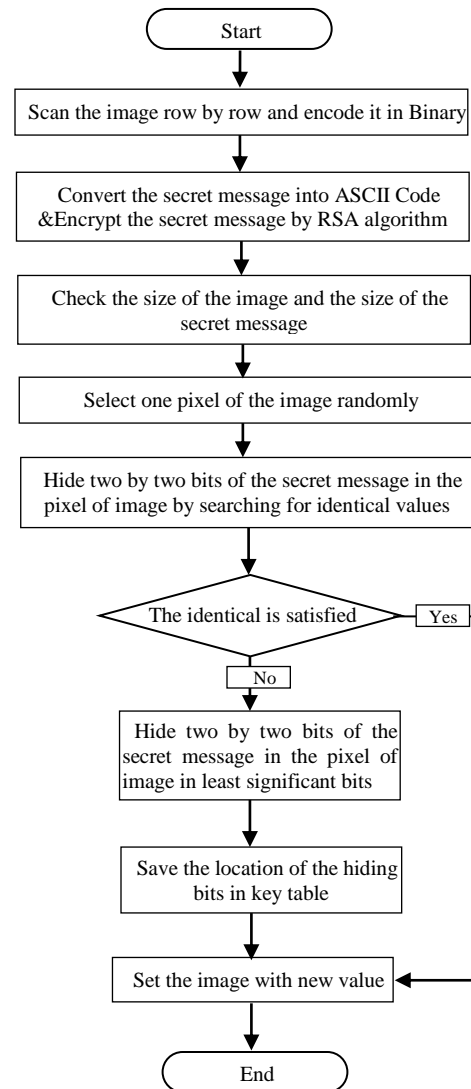 Start
Scan the image row by row and encode it in Binary
Convert the secret message into ASCII Code
&Encrypt the secret message by RSA algorithm
Check the size of the image and the size of the
secret message
Select one pixel of the image randomly
Hide two by two bits of the secret message in the
pixel of image by searching for identical values
The identical is satisfied
Yes
No
Hide two by two bits of the
secret message in the pixel of
image in least significant bits
Save the location of the hiding
bits in key table
Set the image with new value
End